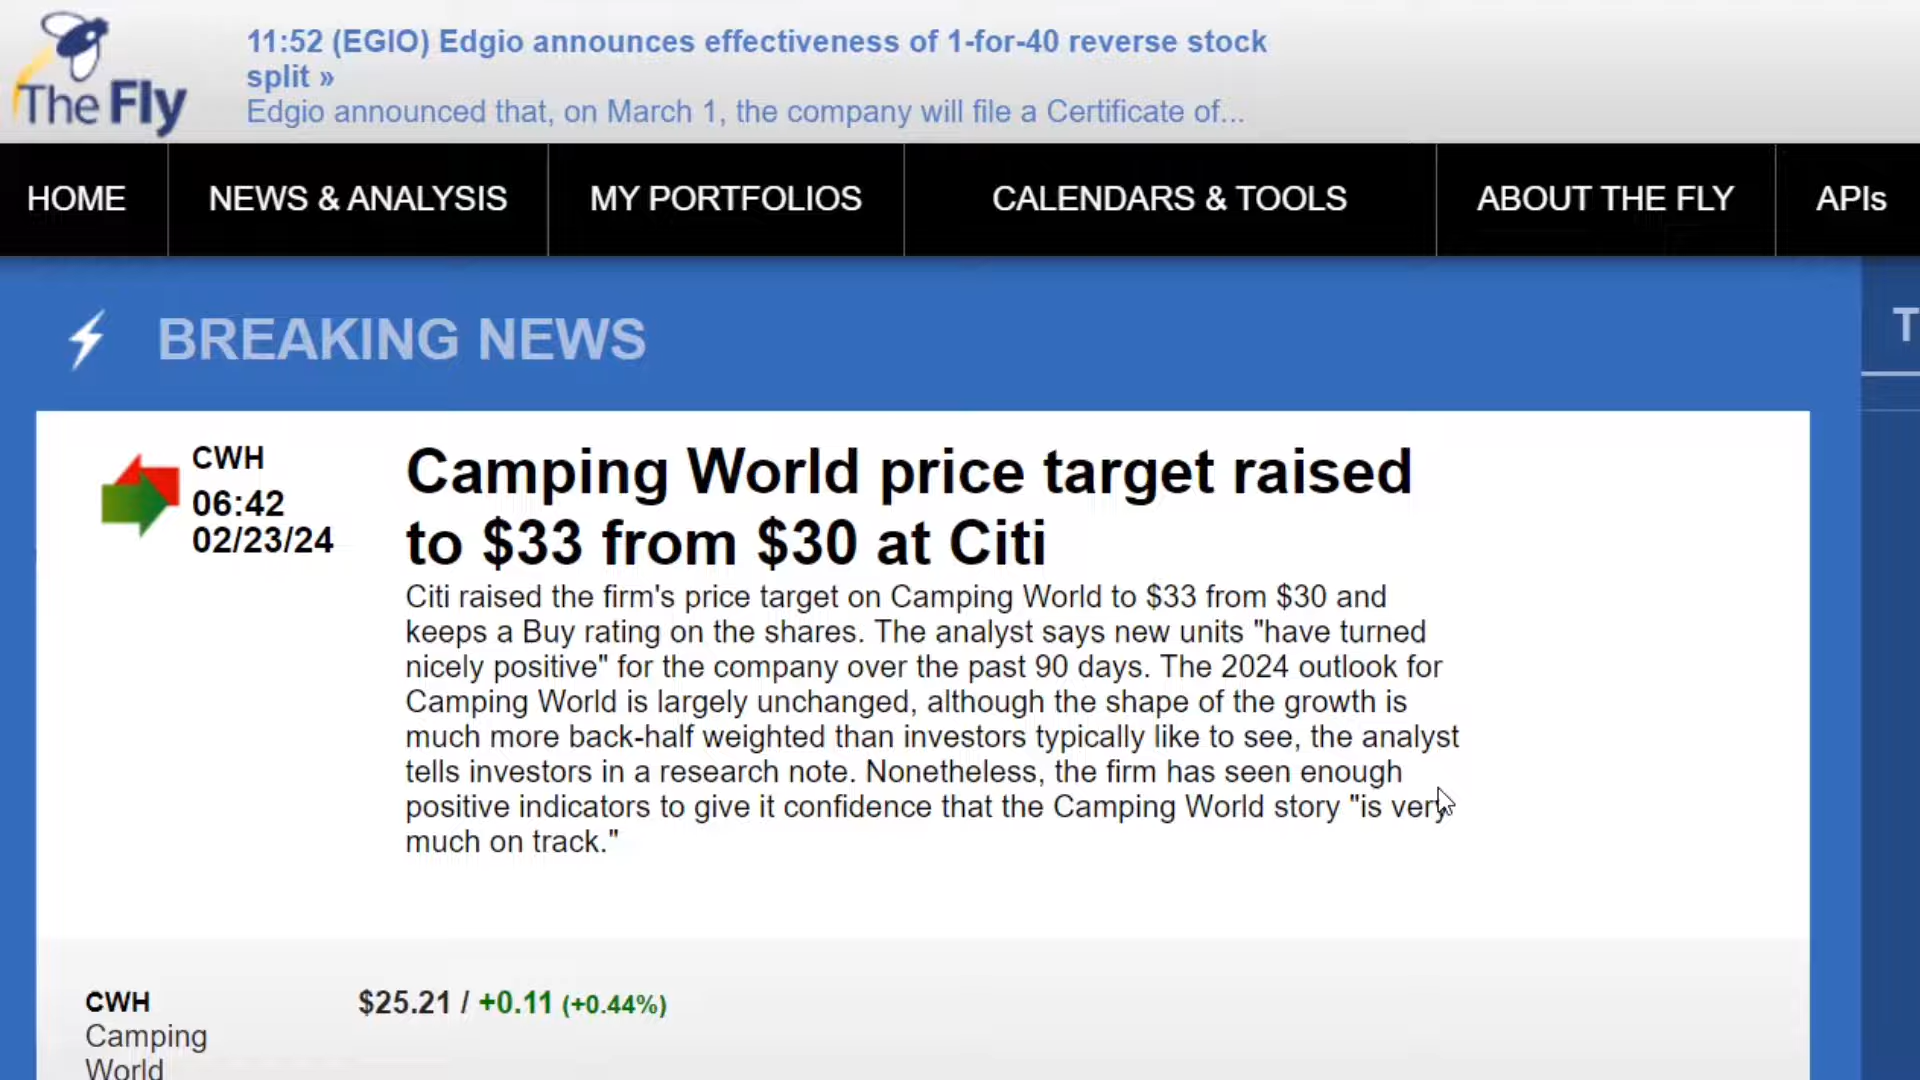 The Fly
11:52 (EGIO) Edgio announces effectiveness of 1-for-40 reverse stock
split »
Edgio announced that, on March 1, the company will file a Certificate of...
HOME
NEWS & ANALYSIS
MY PORTFOLIOS
CALENDARS & TOOLS
ABOUT THE FLY
APIs
BREAKING NEWS
T
CWH
06:42
02/23/24
Camping World price target raised
to $33 from $30 at Citi
Citi raised the firm's price target on Camping World to $33 from $30 and
keeps a Buy rating on the shares. The analyst says new units "have turned
nicely positive" for the company over the past 90 days. The 2024 outlook for
Camping World is largely unchanged, although the shape of the growth is
much more back-half weighted than investors typically like to see, the analyst
tells investors in a research note. Nonetheless, the firm has seen enough
positive indicators to give it confidence that the Camping World story "is very
much on track."
CWH
Camping
World
$25.21 / +0.11 (+0.44%)